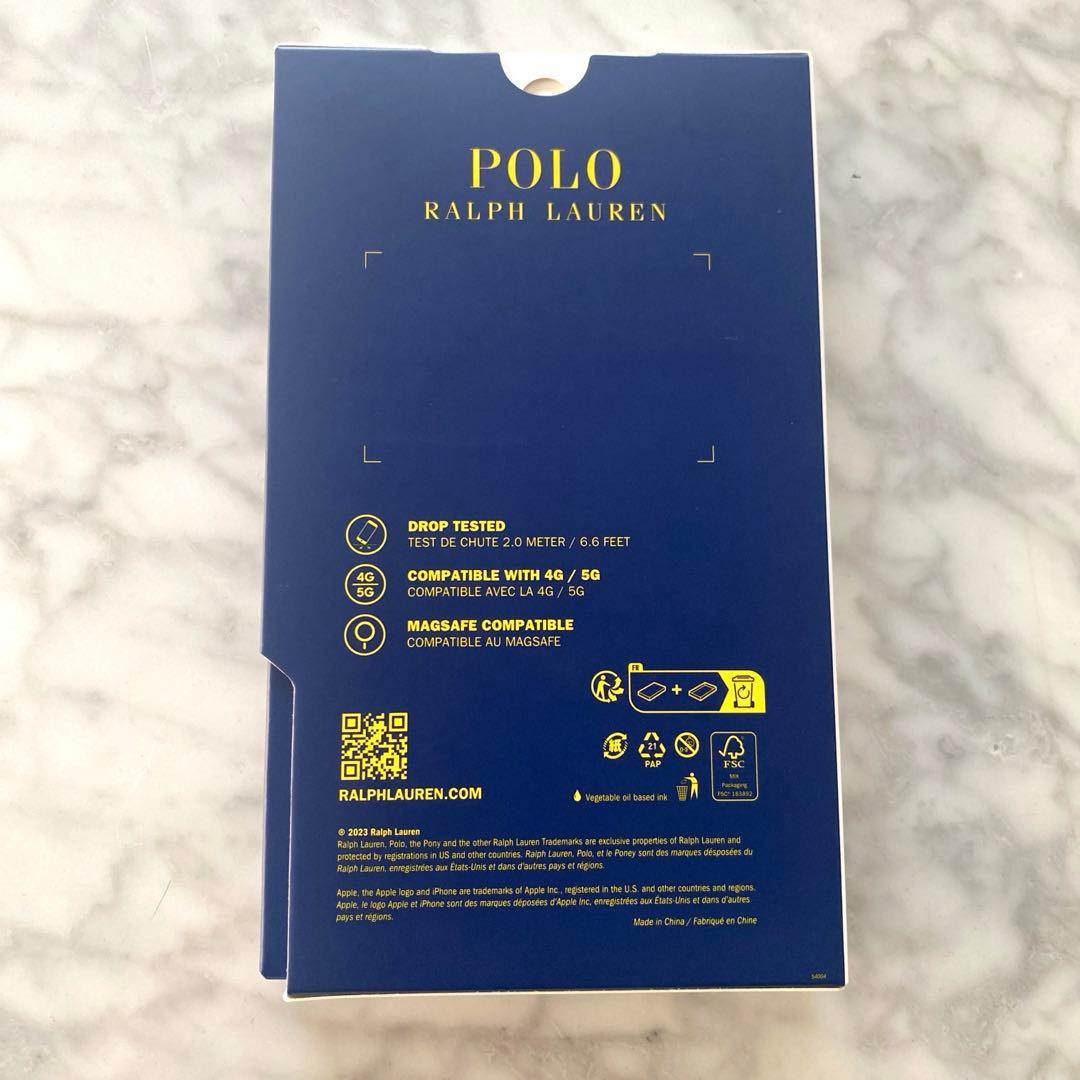 POLO
RALPH LAUREN
DROP TESTED
TEST DE CHUTE 2.0 METER / 6.6 FEET
4G
5G
COMPATIBLE WITH 4G / 5G
COMPATIBLE AVEC LA 4G / 5G
MAGSAFE COMPATIBLE
COMPATIBLE AU MAGSAFE
FR
+
紙
21
PAP
FSC
MIX
Packaging
FSC® 163892
RALPHLAUREN.COM
Vegetable oil based ink
© 2023 Ralph Lauren
Ralph Lauren, Polo, the Pony and the other Ralph Lauren Trademarks are exclusive properties of Ralph Lauren and
protected by registrations in US and other countries. Ralph Lauren, Polo, et le Poney sont des marques désposées du
Ralph Lauren, enregistrées aux États-Unis et dans d'autres pays et régions.
Apple, the Apple logo and iPhone are trademarks of Apple Inc., registered in the U.S. and other countries and regions.
Apple, le logo Apple et iPhone sont des marques déposées d'Apple Inc, enregistrées aux États-Unis et dans d'autres
pays et régions.
Made in China / Fabriqué en Chine
54004